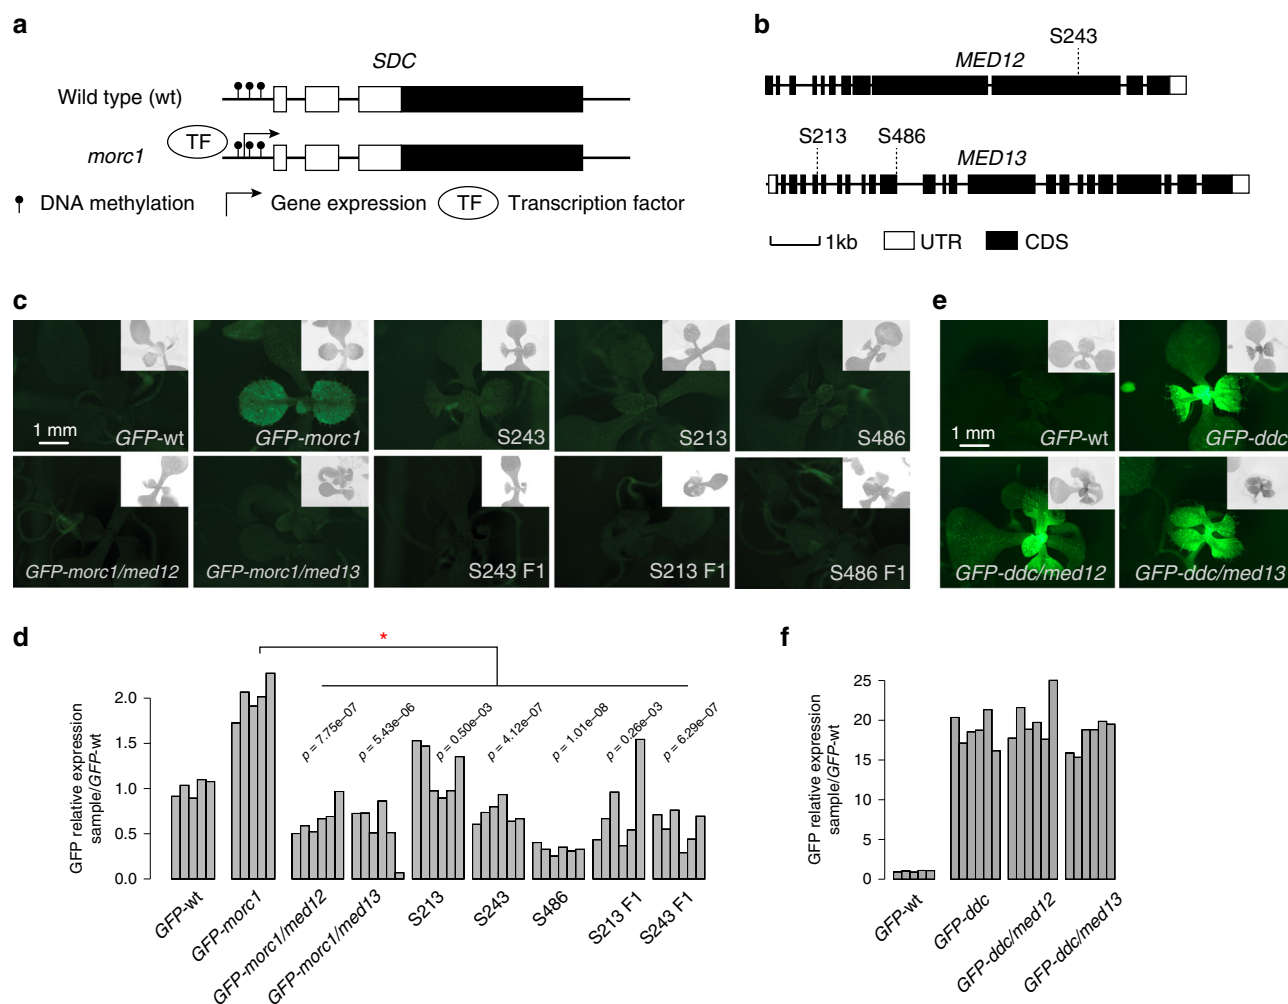 a
SDC
Wild type (wt)
TF
morc1
DNA methylation
Gene expression
TF
Transcription factor
b
S243
MED12
S213
S486
MED13
1kb
UTR
CDS
c
1 mm
GFP-wt
GFP-morc1
S243
S213
S486
GFP-morc1/med12
GFP-morc1/med13
S243 F1
S213 F1
S486 F1
e
1 mm
GFP-wt
GFP-ddc
GFP-ddc/med12
GFP-ddc/med13
d
*
GFP relative expression
sample/GFP-wt
2.0
1.5
1.0
0.5
0.0
p = 7.75e–07
p = 5.43e–06
p = 0.50e–03
p = 4.12e–07
p = 1.01e–08
p = 0.26e–03
p = 6.29e–07
GFP-wt
GFP-morc1
GFP-morc1/med12
GFP-morc1/med13
S213
S243
S486
S213 F1
S243 F1
f
GFP relative expression
sample/GFP-wt
25
20
15
10
5
0
GFP-wt
GFP-ddc
GFP-ddc/med12
GFP-ddc/med13